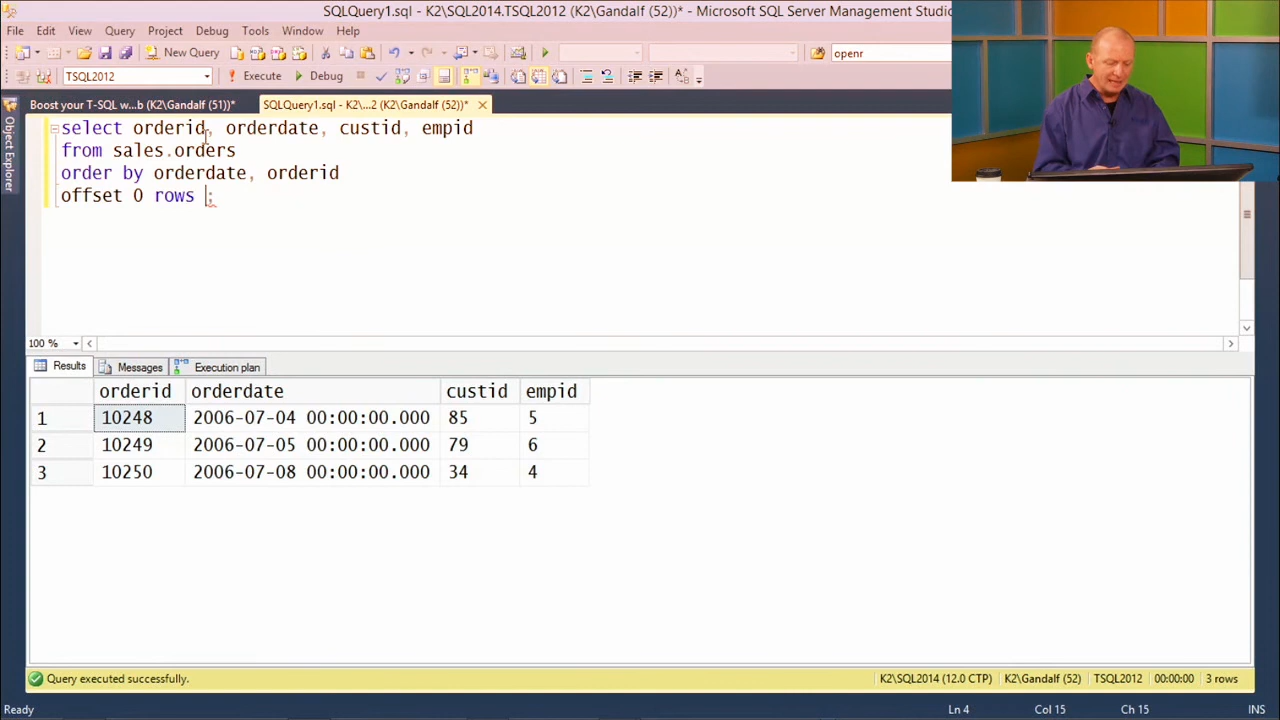 SQLQuery1.sql - K2\SQL2014.TSQL2012 (K2\Gandalf (52))* - Microsoft SQL Server Management Studio
File Edit View Query Project Debug Tools Window Help
New Query openr
TSQL2012 Execute Debug
Boost your T-SQL w...b (K2\Gandalf (51))* SQLQuery1.sql - K2\...2 (K2\Gandalf (52))*
Object Explorer
select orderid, orderdate, custid, empid
from sales.orders
order by orderdate, orderid
offset 0 rows ;
100 %
Results Messages Execution plan
orderid orderdate custid empid
1 10248 2006-07-04 00:00:00.000 85 5
2 10249 2006-07-05 00:00:00.000 79 6
3 10250 2006-07-08 00:00:00.000 34 4
Query executed successfully. K2\SQL2014 (12.0 CTP) K2\Gandalf (52) TSQL2012 00:00:00 3 rows
Ready Ln 4 Col 15 Ch 15 INS